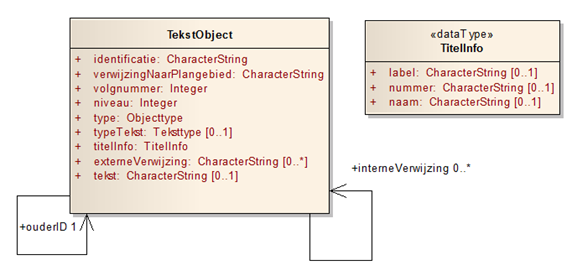 TekstObject
+ identificatie: CharacterString
+ verwijzingNaarPlangebied: CharacterString
+ volgnummer: Integer
+ niveau: Integer
+ type: Objecttype
+ typeTekst: Teksttype [0..1]
+ titelInfo: TitelInfo
+ externeVerwijzing: CharacterString [0..*]
+ tekst: CharacterString [0..1]
«dataType»
TitelInfo
+ label: CharacterString [0..1]
+ nummer: CharacterString [0..1]
+ naam: CharacterString [0..1]
+interneVerwijzing 0..*
+ouderID 1